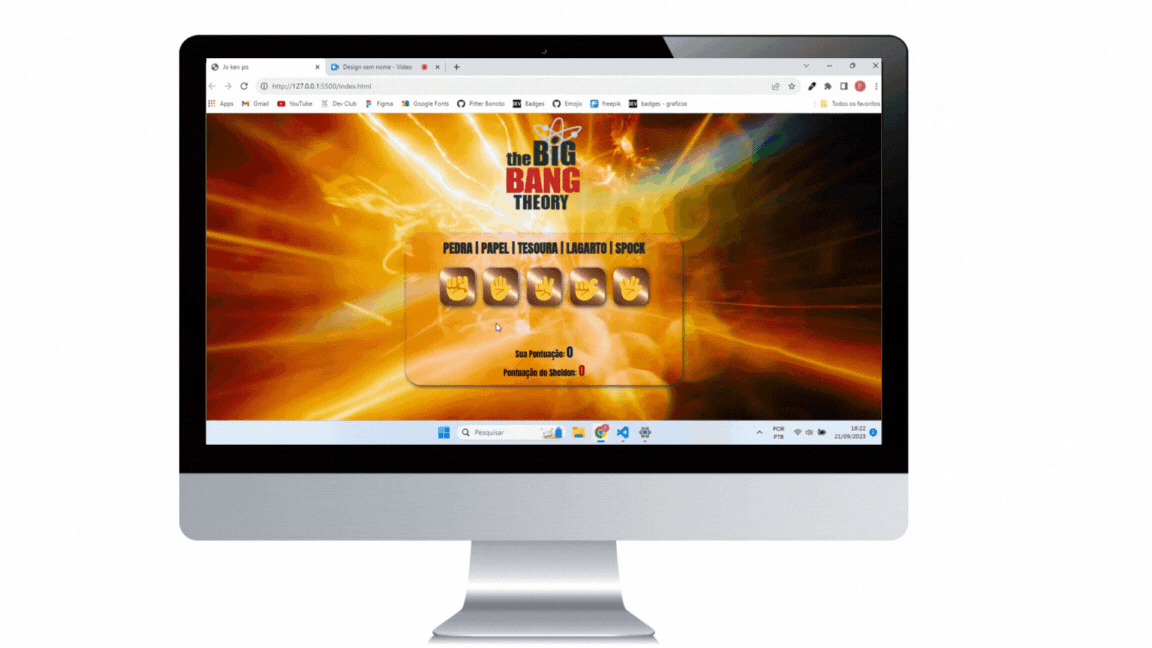 Jo ken po
Design sem nome - Vídeo
http://127.0.0.1:5500/index.html
Apps Gmail YouTube Dev Club Figma Google Fonts Pitter Bonoto Badges Emojis freepik badges - graficos Todos os favoritos
the BiG
BANG
THEORY
PEDRA | PAPEL | TESOURA | LAGARTO | SPOCK
Sua Pontuação: 0
Pontuação do Sheldon: 0
Pesquisar
POR
PTB
18:22
21/09/2023